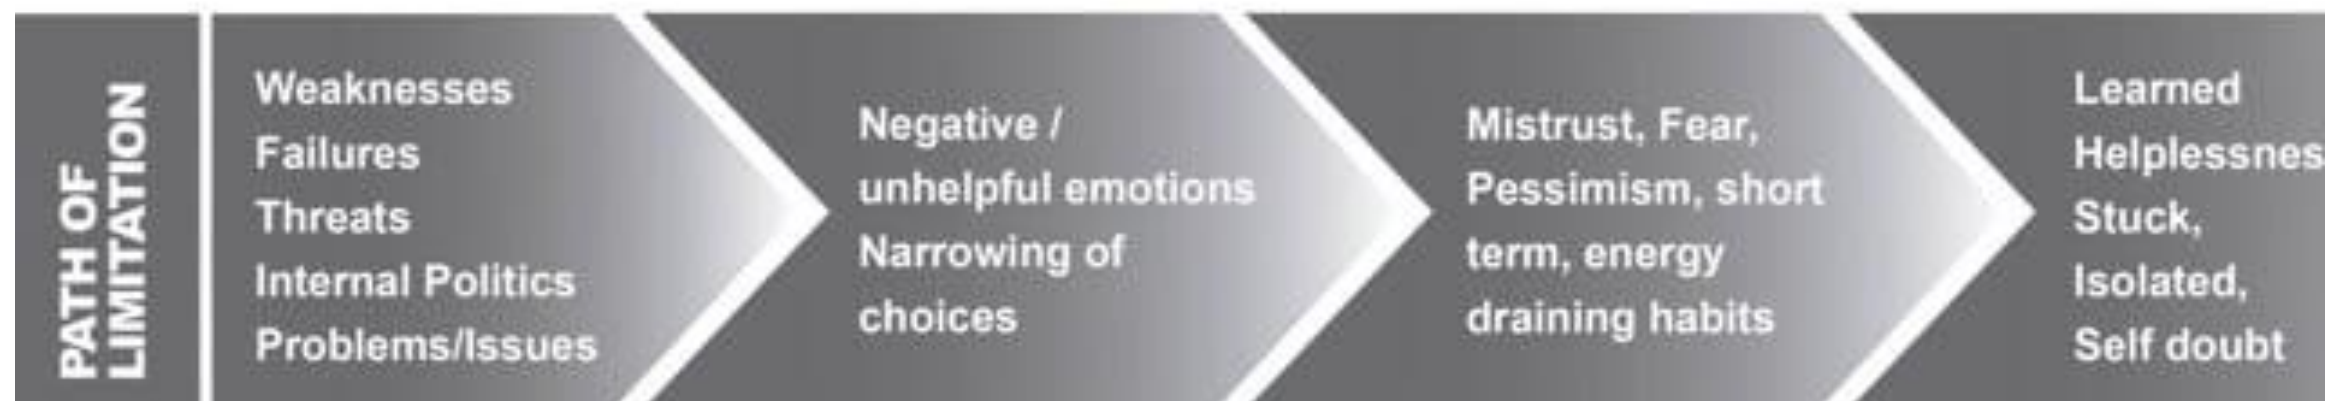 PATH OF
LIMITATION
Weaknesses
Failures
Threats
Internal Politics
Problems/Issues
Negative /
unhelpful emotions
Narrowing of
choices
Mistrust, Fear,
Pessimism, short
term, energy
draining habits
Learned
Helplessnes
Stuck,
Isolated,
Self doubt